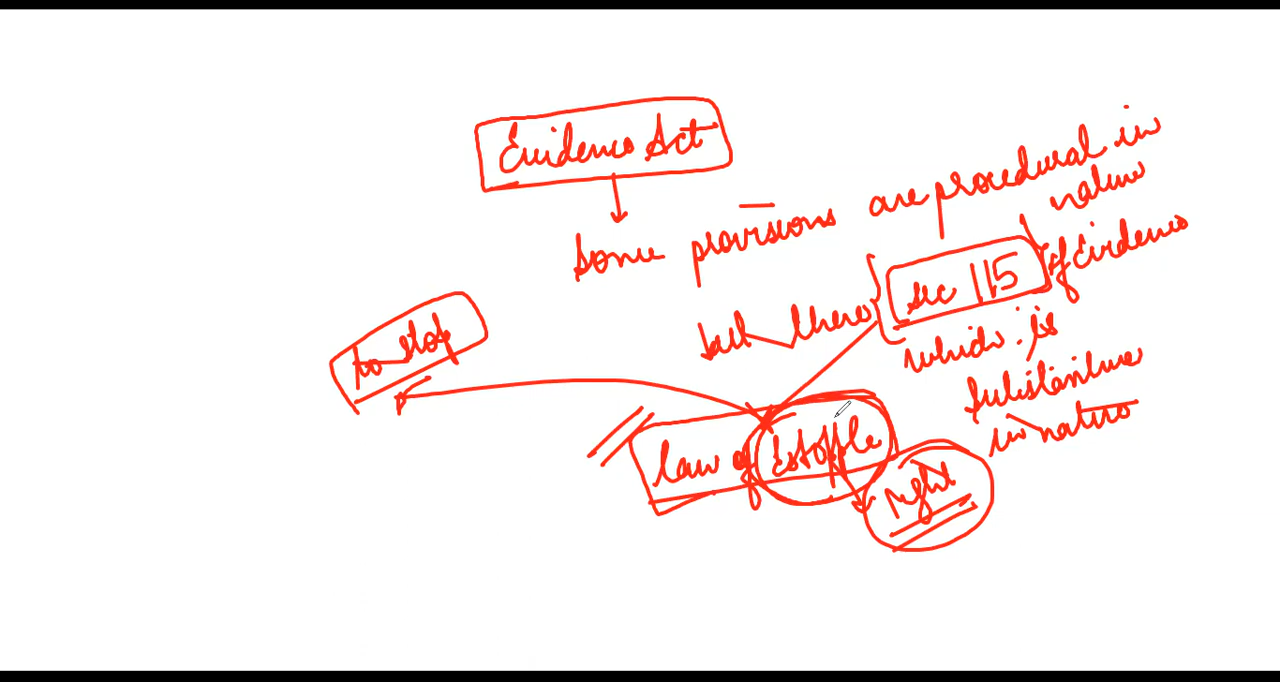 Evidence Act
Some provisions are procedural in
nature
but there sec 115 of Evidence
which is
substantive
in nature
to stop
law of Estopple
right